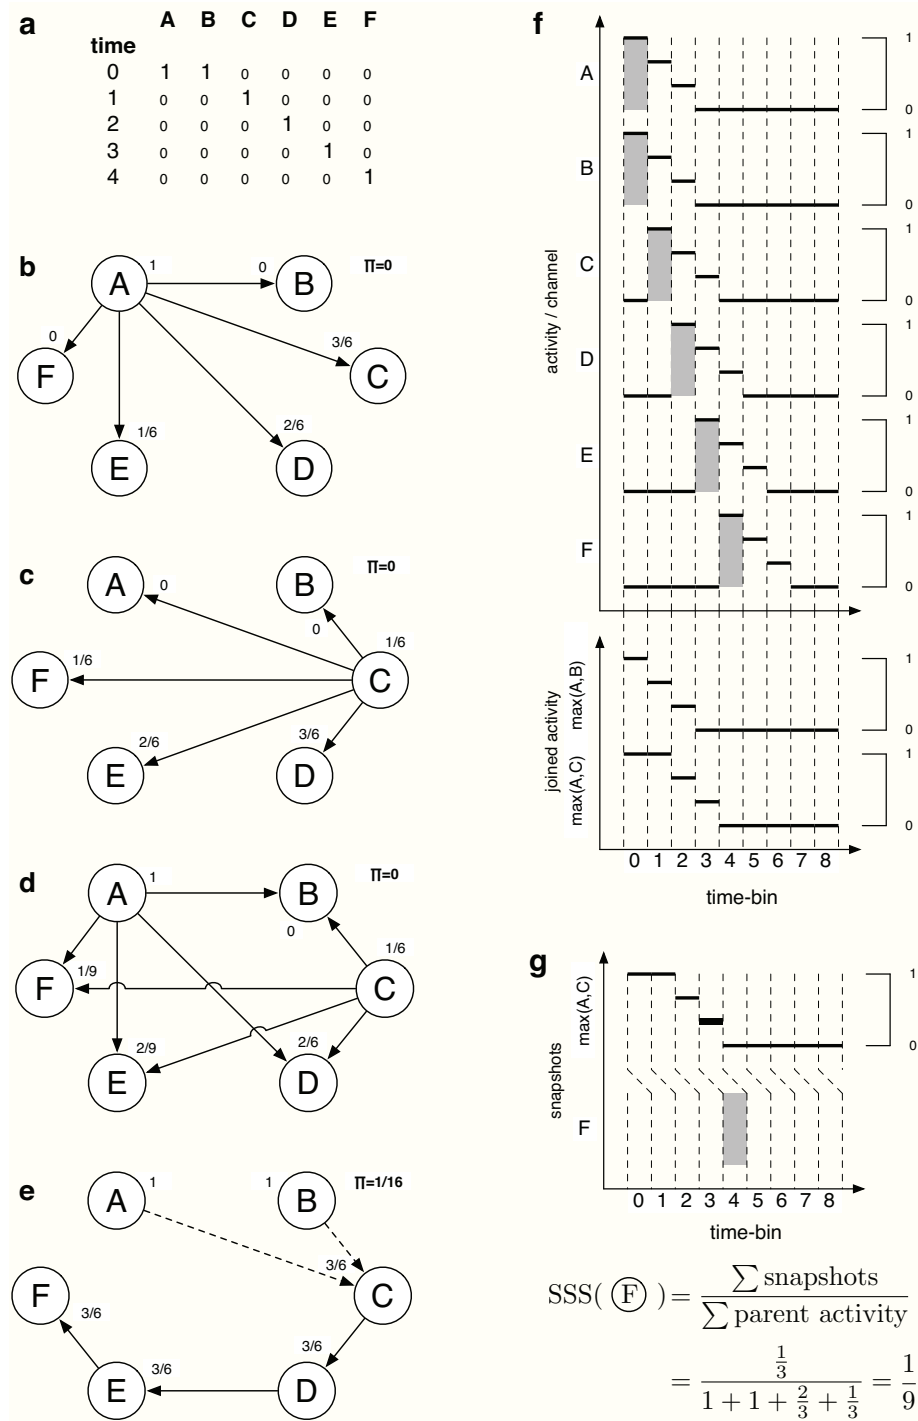 a
A B C D E F
time
0 1 1 0 0 0 0
1 0 0 1 0 0 0
2 0 0 0 1 0 0
3 0 0 0 0 1 0
4 0 0 0 0 0 1
b
A 1 0 B ∏=0
0 3/6
F C
1/6 2/6
E D
c
A 0 B ∏=0
0
1/6
F 1/6 C
2/6 3/6
E D
d
A 1 B ∏=0
0
1/6
F 1/9 C
2/9 2/6
E D
e
A 1 1 B ∏=1/16
3/6
F C
3/6
3/6 3/6
E D
f
activity / channel
A 1
0
B 1
0
C 1
0
D 1
0
E 1
0
F 1
0
joined activity
max(A,B) 1
0
max(A,C) 1
0
0 1 2 3 4 5 6 7 8
time-bin
g
snapshots
max(A,C) 1
0
F
0 1 2 3 4 5 6 7 8
time-bin
SSS( F ) = ∑ snapshots / ∑ parent activity
= 1/3 / 1 + 1 + 2/3 + 1/3 = 1/9